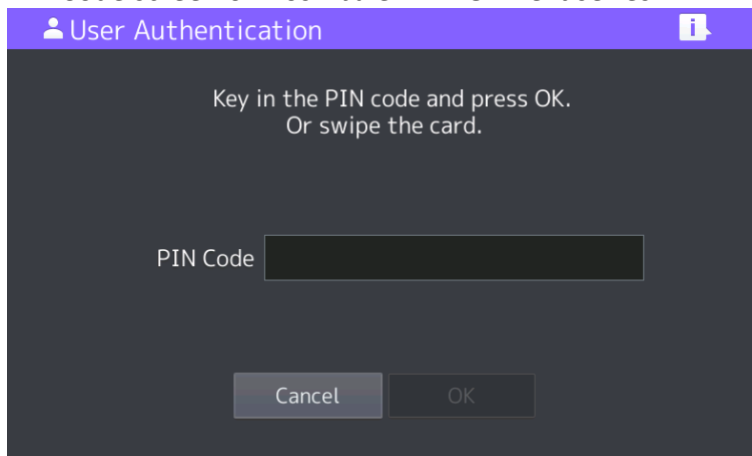 User Authentication
i
Key in the PIN code and press OK.
Or swipe the card.
PIN Code
Cancel
OK